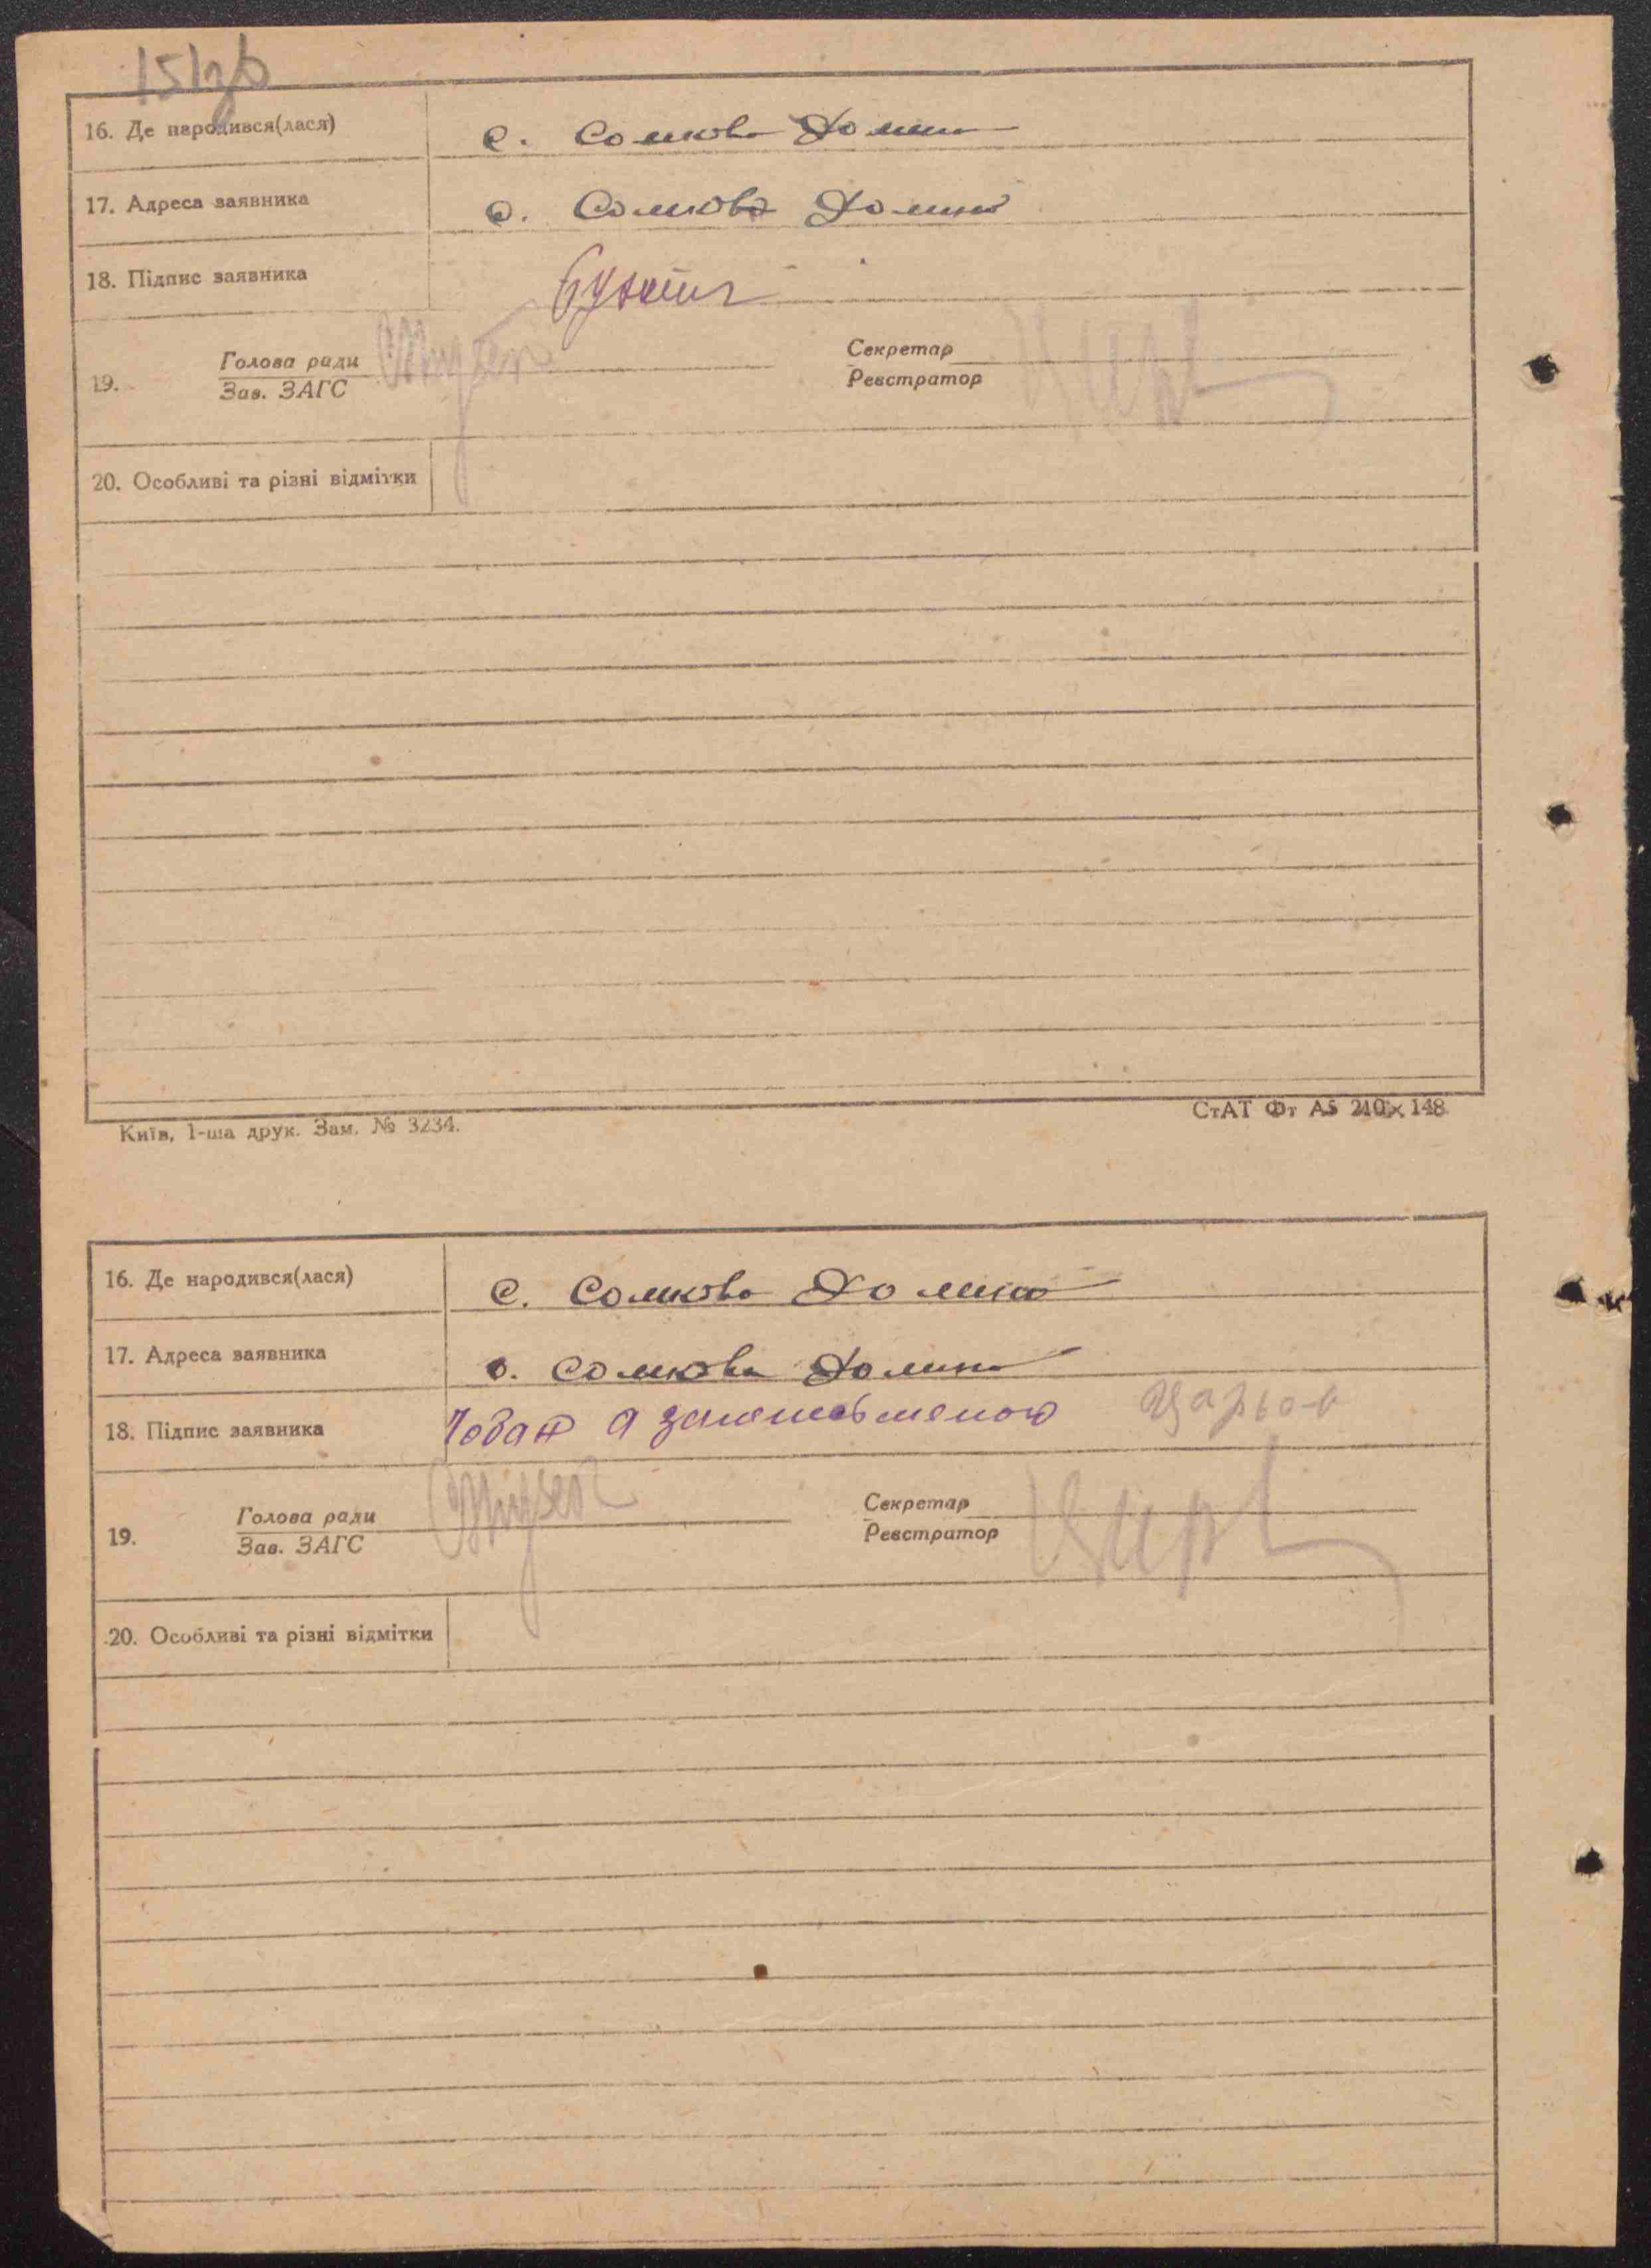 151зв
16. Де народився(лася) с. Сомкова Долина
17. Адреса заявника с. Сомкова Долина
18. Підпис заявника
19. Голова ради Секретар
Зав. ЗАГС Реєстратор
20. Особливі та різні відмітки
Київ, 1-ша друк. Зам. № 3234. СтАТ Фт А5 210×148
16. Де народився(лася) с. Сомкова Долина
17. Адреса заявника с. Сомкова Долина
18. Підпис заявника
19. Голова ради Секретар
Зав. ЗАГС Реєстратор
20. Особливі та різні відмітки